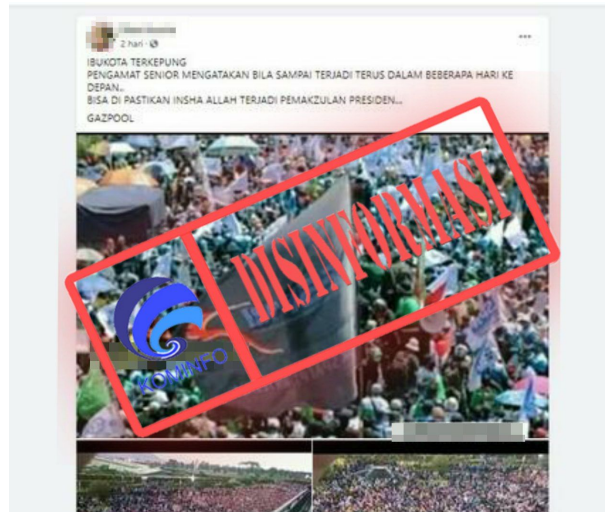 2 hari
IBUKOTA TERKEPUNG
PENGAMAT SENIOR MENGATAKAN BILA SAMPAI TERJADI TERUS DALAM BEBERAPA HARI KE
DEPAN..
BISA DI PASTIKAN INSHA ALLAH TERJADI PEMAKZULAN PRESIDEN...
GAZPOOL
DISINFORMASI
KOMINFO